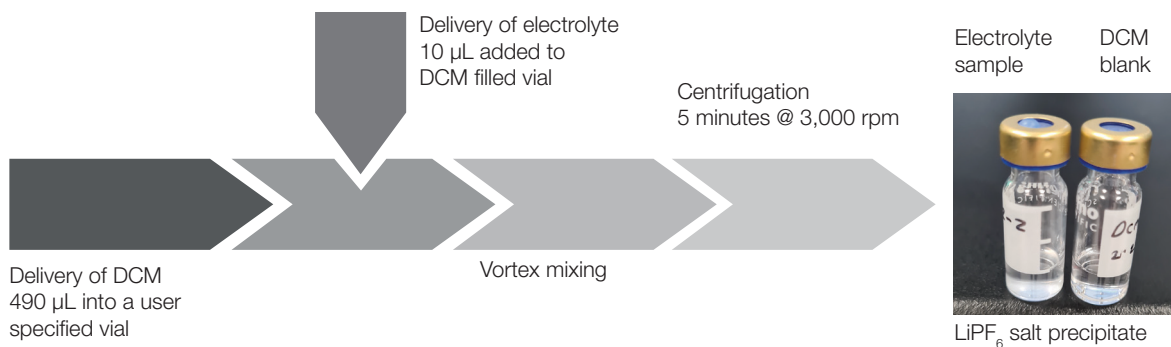 Delivery of electrolyte
10 µL added to
DCM filled vial
Centrifugation
5 minutes @ 3,000 rpm
Electrolyte
sample
DCM
blank
Delivery of DCM
490 µL into a user
specified vial
Vortex mixing
LiPF₆ salt precipitate